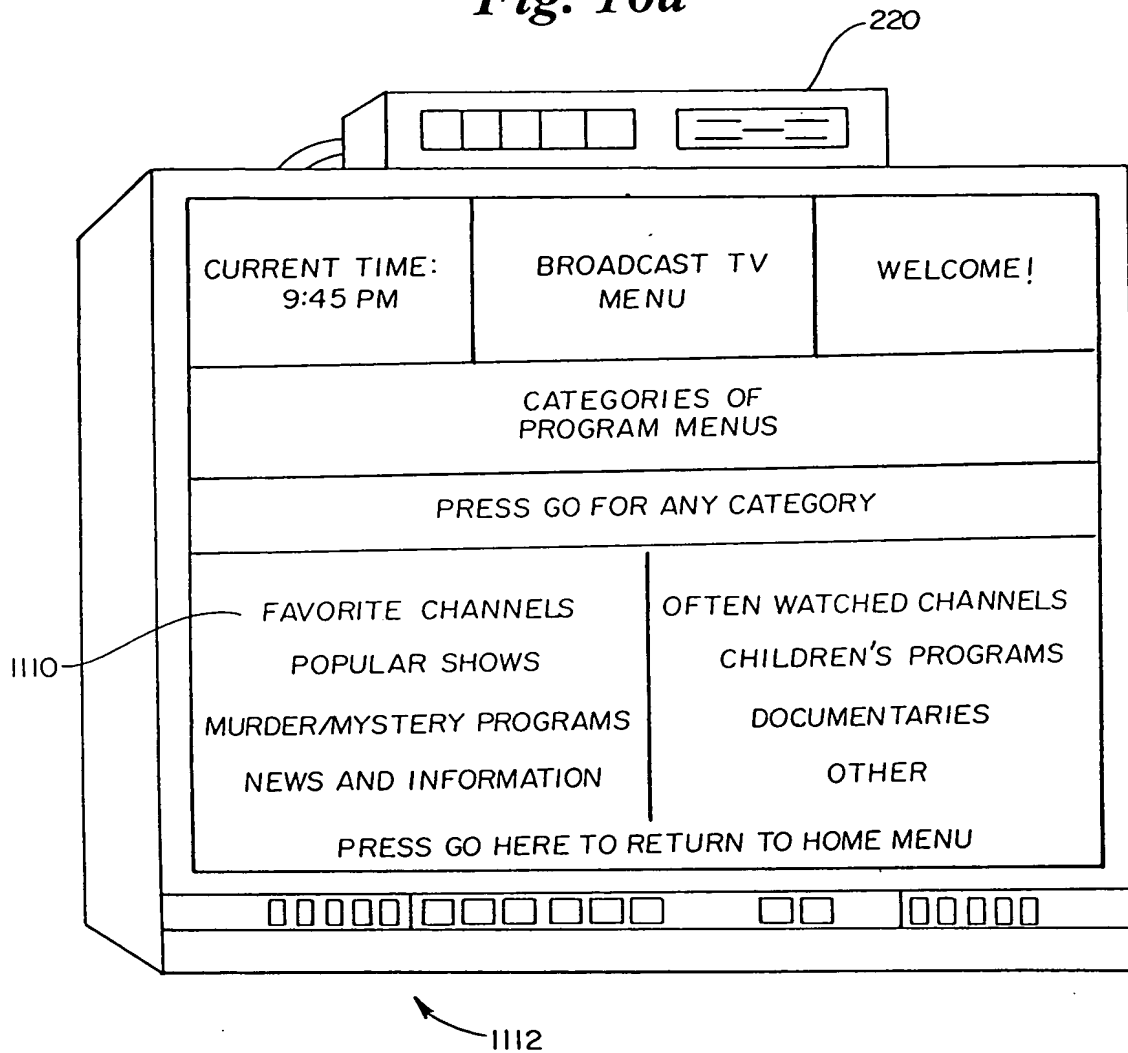 Fig. 16a
220
CURRENT TIME:
9:45 PM
BROADCAST TV
MENU
WELCOME!
CATEGORIES OF
PROGRAM MENUS
PRESS GO FOR ANY CATEGORY
FAVORITE CHANNELS
POPULAR SHOWS
MURDER/MYSTERY PROGRAMS
NEWS AND INFORMATION
OFTEN WATCHED CHANNELS
CHILDREN'S PROGRAMS
DOCUMENTARIES
OTHER
PRESS GO HERE TO RETURN TO HOME MENU
1110
1112